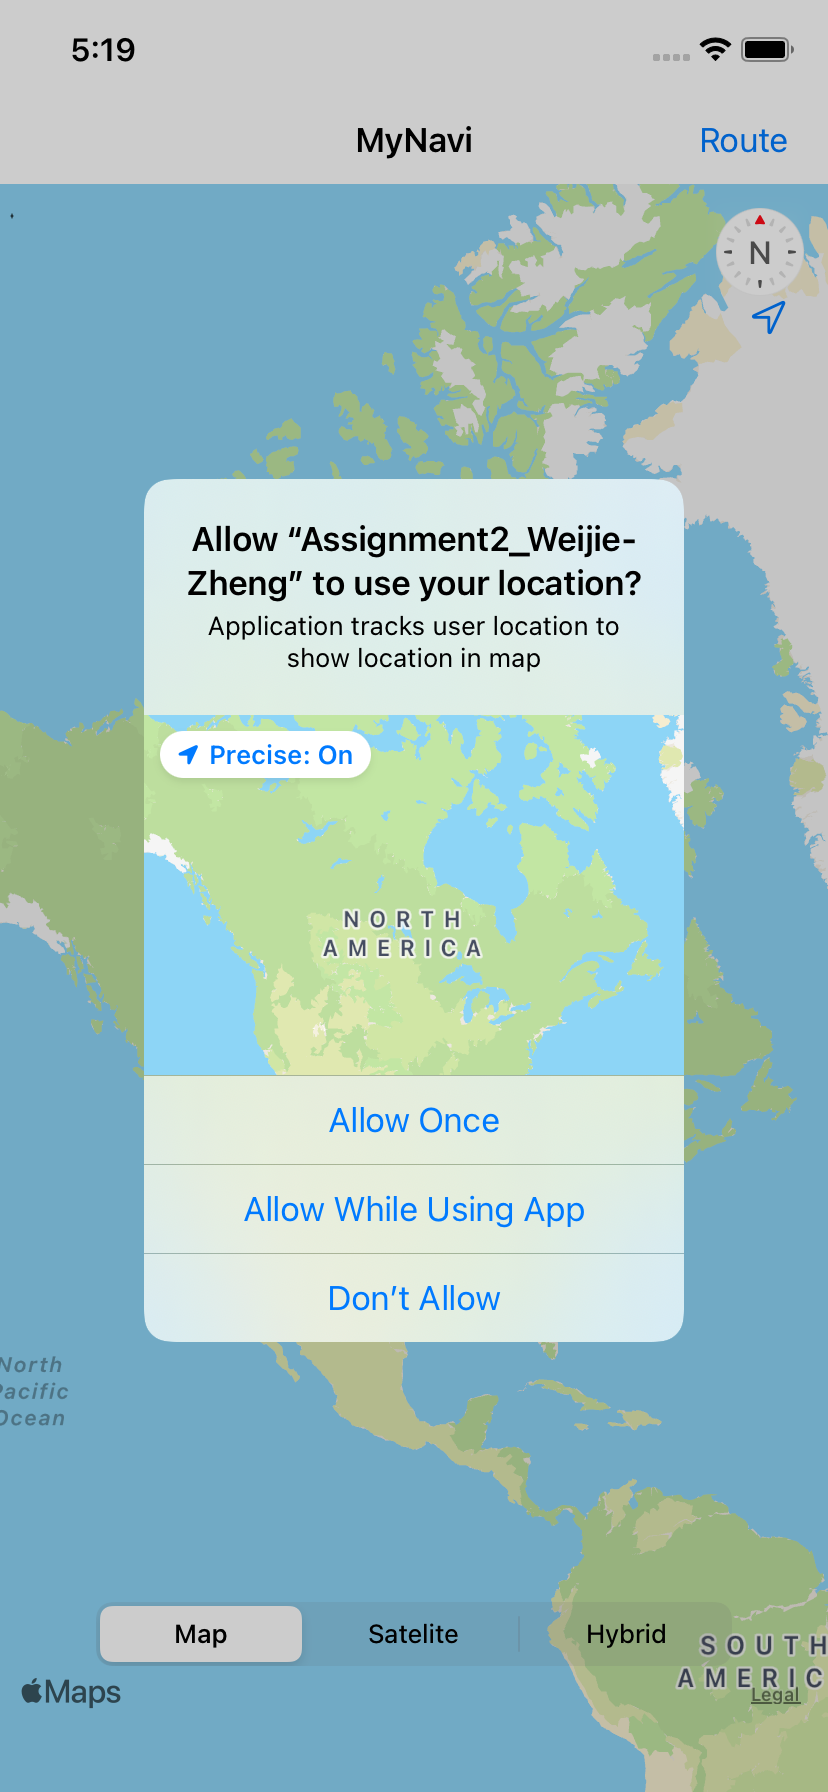 5:19
MyNavi
Route
N
Allow “Assignment2_Weijie-
Zheng” to use your location?
Application tracks user location to
show location in map
Precise: On
NORTH
AMERICA
Allow Once
Allow While Using App
Don’t Allow
North
Pacific
Ocean
Map
Satelite
Hybrid
SOUTH
AMERIC
Maps
Legal